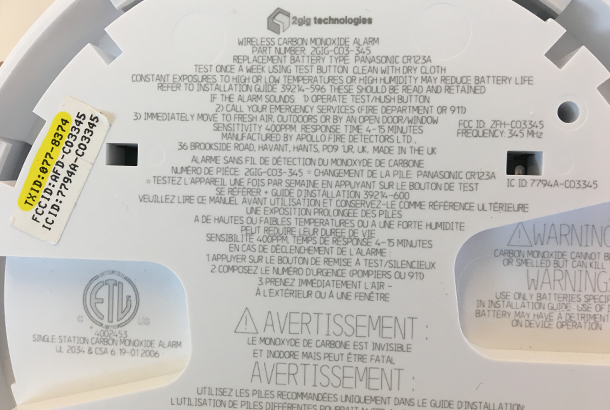 2gig technologies
WIRELESS CARBON MONOXIDE ALARM
PART NUMBER 2GIG-CO3-345
REPLACEMENT BATTERY TYPE PANASONIC CR123A
TEST ONCE A WEEK USING TEST BUTTON CLEAN WITH DRY CLOTH
CONSTANT EXPOSURES TO HIGH OR LOW TEMPERATURES OR HIGH HUMIDITY MAY REDUCE BATTERY LIFE
REFER TO INSTALLATION GUIDE 39214-596 THESE SHOULD BE READ AND RETAINED
IF THE ALARM SOUNDS 1) OPERATE TEST/HUSH BUTTON
2) CALL YOUR EMERGENCY SERVICES (FIRE DEPARTMENT OR 911)
3) IMMEDIATELY MOVE TO FRESH AIR, OUTDOORS OR BY AN OPEN DOOR/WINDOW
SENSITIVITY 400PPM RESPONSE TIME 4-15 MINUTES
MANUFACTURED BY APOLLO FIRE DETECTORS LTD.,
36 BROOKSIDE ROAD, HAVANT, HANTS, PO9 1JR, UK, MADE IN THE UK
FCC ID: ZFH-CO3345
FREQUENCY: 345 MHz
TXID:077-8374
FCC ID:AFD-CO3345
IC ID:7794A-CO3345
IC ID: 7794A-CO3345
ALARME SANS FIL DE DÉTECTION DU MONOXYDE DE CARBONE
NUMÉRO DE PIÈCE: 2GIG-CO3-345 * CHANGEMENT DE LA PILE: PANASONIC CR123A
*TESTEZ L'APPAREIL UNE FOIS PAR SEMAINE EN APPUYANT SUR LE BOUTON DE TEST
SE RÉFÉRER * GUIDE D'INSTALLATION 39214-600
VEUILLEZ LIRE CE MANUEL AVANT UTILISATION ET CONSERVEZ-LE COMME RÉFÉRENCE ULTÉRIEURE
UNE EXPOSITION PROLONGÉE DES PILES
À DE HAUTES OU FAIBLES TEMPÉRATURES OU À UNE FORTE HUMIDITE
PEUT RÉDUIRE LEUR DURÉE DE VIE
SENSIBILITÉ 400PPM, TEMPS DE RESPONSE 4-15 MINUTES
EN CAS DE DÉCLENCHEMENT DE L'ALARME
1 APPUYER SUR LE BOUTON DE REMISE A TEST/SILENCIEUX
2 COMPOSEZ LE NUMÉRO D'URGENCE (POMPIERS OU 911)
3 PRENEZ IMMÉDIATEMENT L'AIR -
À L'EXTÉRIEUR OU À UNE FENÊTRE
ETL
C US
4002453
SINGLE STATION CARBON MONOXIDE ALARM
UL 2034 & CSA 6.19-01 2006
WARNING
CARBON MONOXIDE CANNOT B
OR SMELLED BUT CAN KILL
WARNING
USE ONLY BATTERIES SPECI
IN INSTALLATION GUIDE. USE OF
BATTERY MAY HAVE A DETRIMENT
ON DEVICE OPERATION
AVERTISSEMENT :
LE MONOXYDE DE CARBONE EST INVISIBLE
ET INODORE MAIS PEUT ÊTRE FATAL
AVERTISSEMENT :
UTILISEZ LES PILES RECOMMANDÉES UNIQUEMENT DANS LE GUIDE D'INSTALLATION:
L'UTILISATION DE PILES DIFFÉRENTES POURRAIT